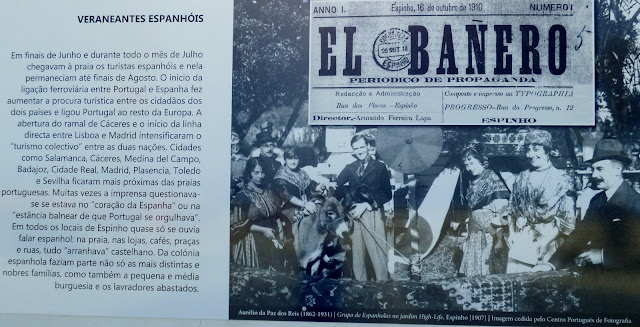 VERANEANTES ESPANHÓIS
Em finais de Junho e durante todo o mês de Julho
chegavam à praia os turistas espanhóis e nela
permaneciam até finais de Agosto. O início da
ligação ferroviária entre Portugal e Espanha fez
aumentar a procura turística entre os cidadãos dos
dois países e ligou Portugal ao resto da Europa. A
abertura do ramal de Cáceres e o início da linha
directa entre Lisboa e Madrid intensificaram o
"turismo colectivo" entre as duas nações. Cidades
como Salamanca, Cáceres, Medina del Campo,
Badajoz, Cidade Real, Madrid, Plasencia, Toledo
e Sevilha ficaram mais próximas das praias
portuguesas. Muitas vezes a imprensa questionava-
se se estava no "coração da Espanha" ou na
"estância balnear de que Portugal se orgulhava".
Em todos os locais de Espinho quase só se ouvia
falar espanhol: na praia, nas lojas, cafés, praças
e ruas, tudo "arranhava" castelhano. Da colónia
espanhola faziam parte não só as mais distintas e
nobres famílias, como também a pequena e média
burguesia e os lavradores abastados.
ANNO I. Espinho, 16 de outubro de 1910 NUMERO 1
EL BAÑERO
PERIODICO DE PROPAGANDA
Redacção e Administração
Rua das Flores—Espinho
Director, Armando Ferreira Lapa
Composto e impresso na TYPOGRAPHIA
PROGRESSO—Rua do Progresso, n. 12
ESPINHO
Aurélio da Paz dos Reis (1862-1931) | Grupo de Espanholas no jardim High-Life, Espinho [1907] | Imagem cedida pelo Centro Português de Fotografia